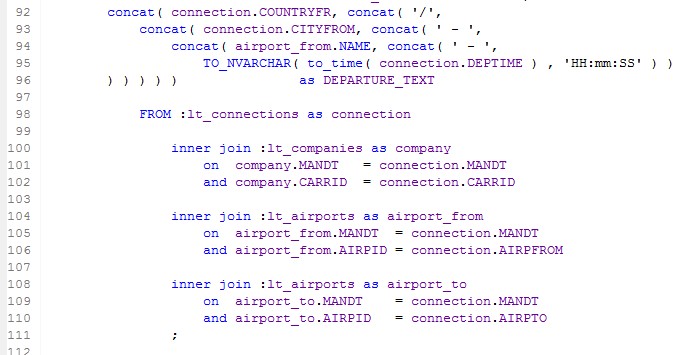 92 concat( connection.COUNTRYFR, concat( '/',
93 concat( connection.CITYFROM, concat( ' - ',
94 concat( airport_from.NAME, concat( ' - ',
95 TO_NVARCHAR( to_time( connection.DEPTIME ) , 'HH:mm:SS' ) )
96 ) ) ) ) ) as DEPARTURE_TEXT
97
98 FROM :lt_connections as connection
99
100 inner join :lt_companies as company
101 on company.MANDT = connection.MANDT
102 and company.CARRID = connection.CARRID
103
104 inner join :lt_airports as airport_from
105 on airport_from.MANDT = connection.MANDT
106 and airport_from.AIRPID = connection.AIRPFROM
107
108 inner join :lt_airports as airport_to
109 on airport_to.MANDT = connection.MANDT
110 and airport_to.AIRPID = connection.AIRPTO
111 ;
112